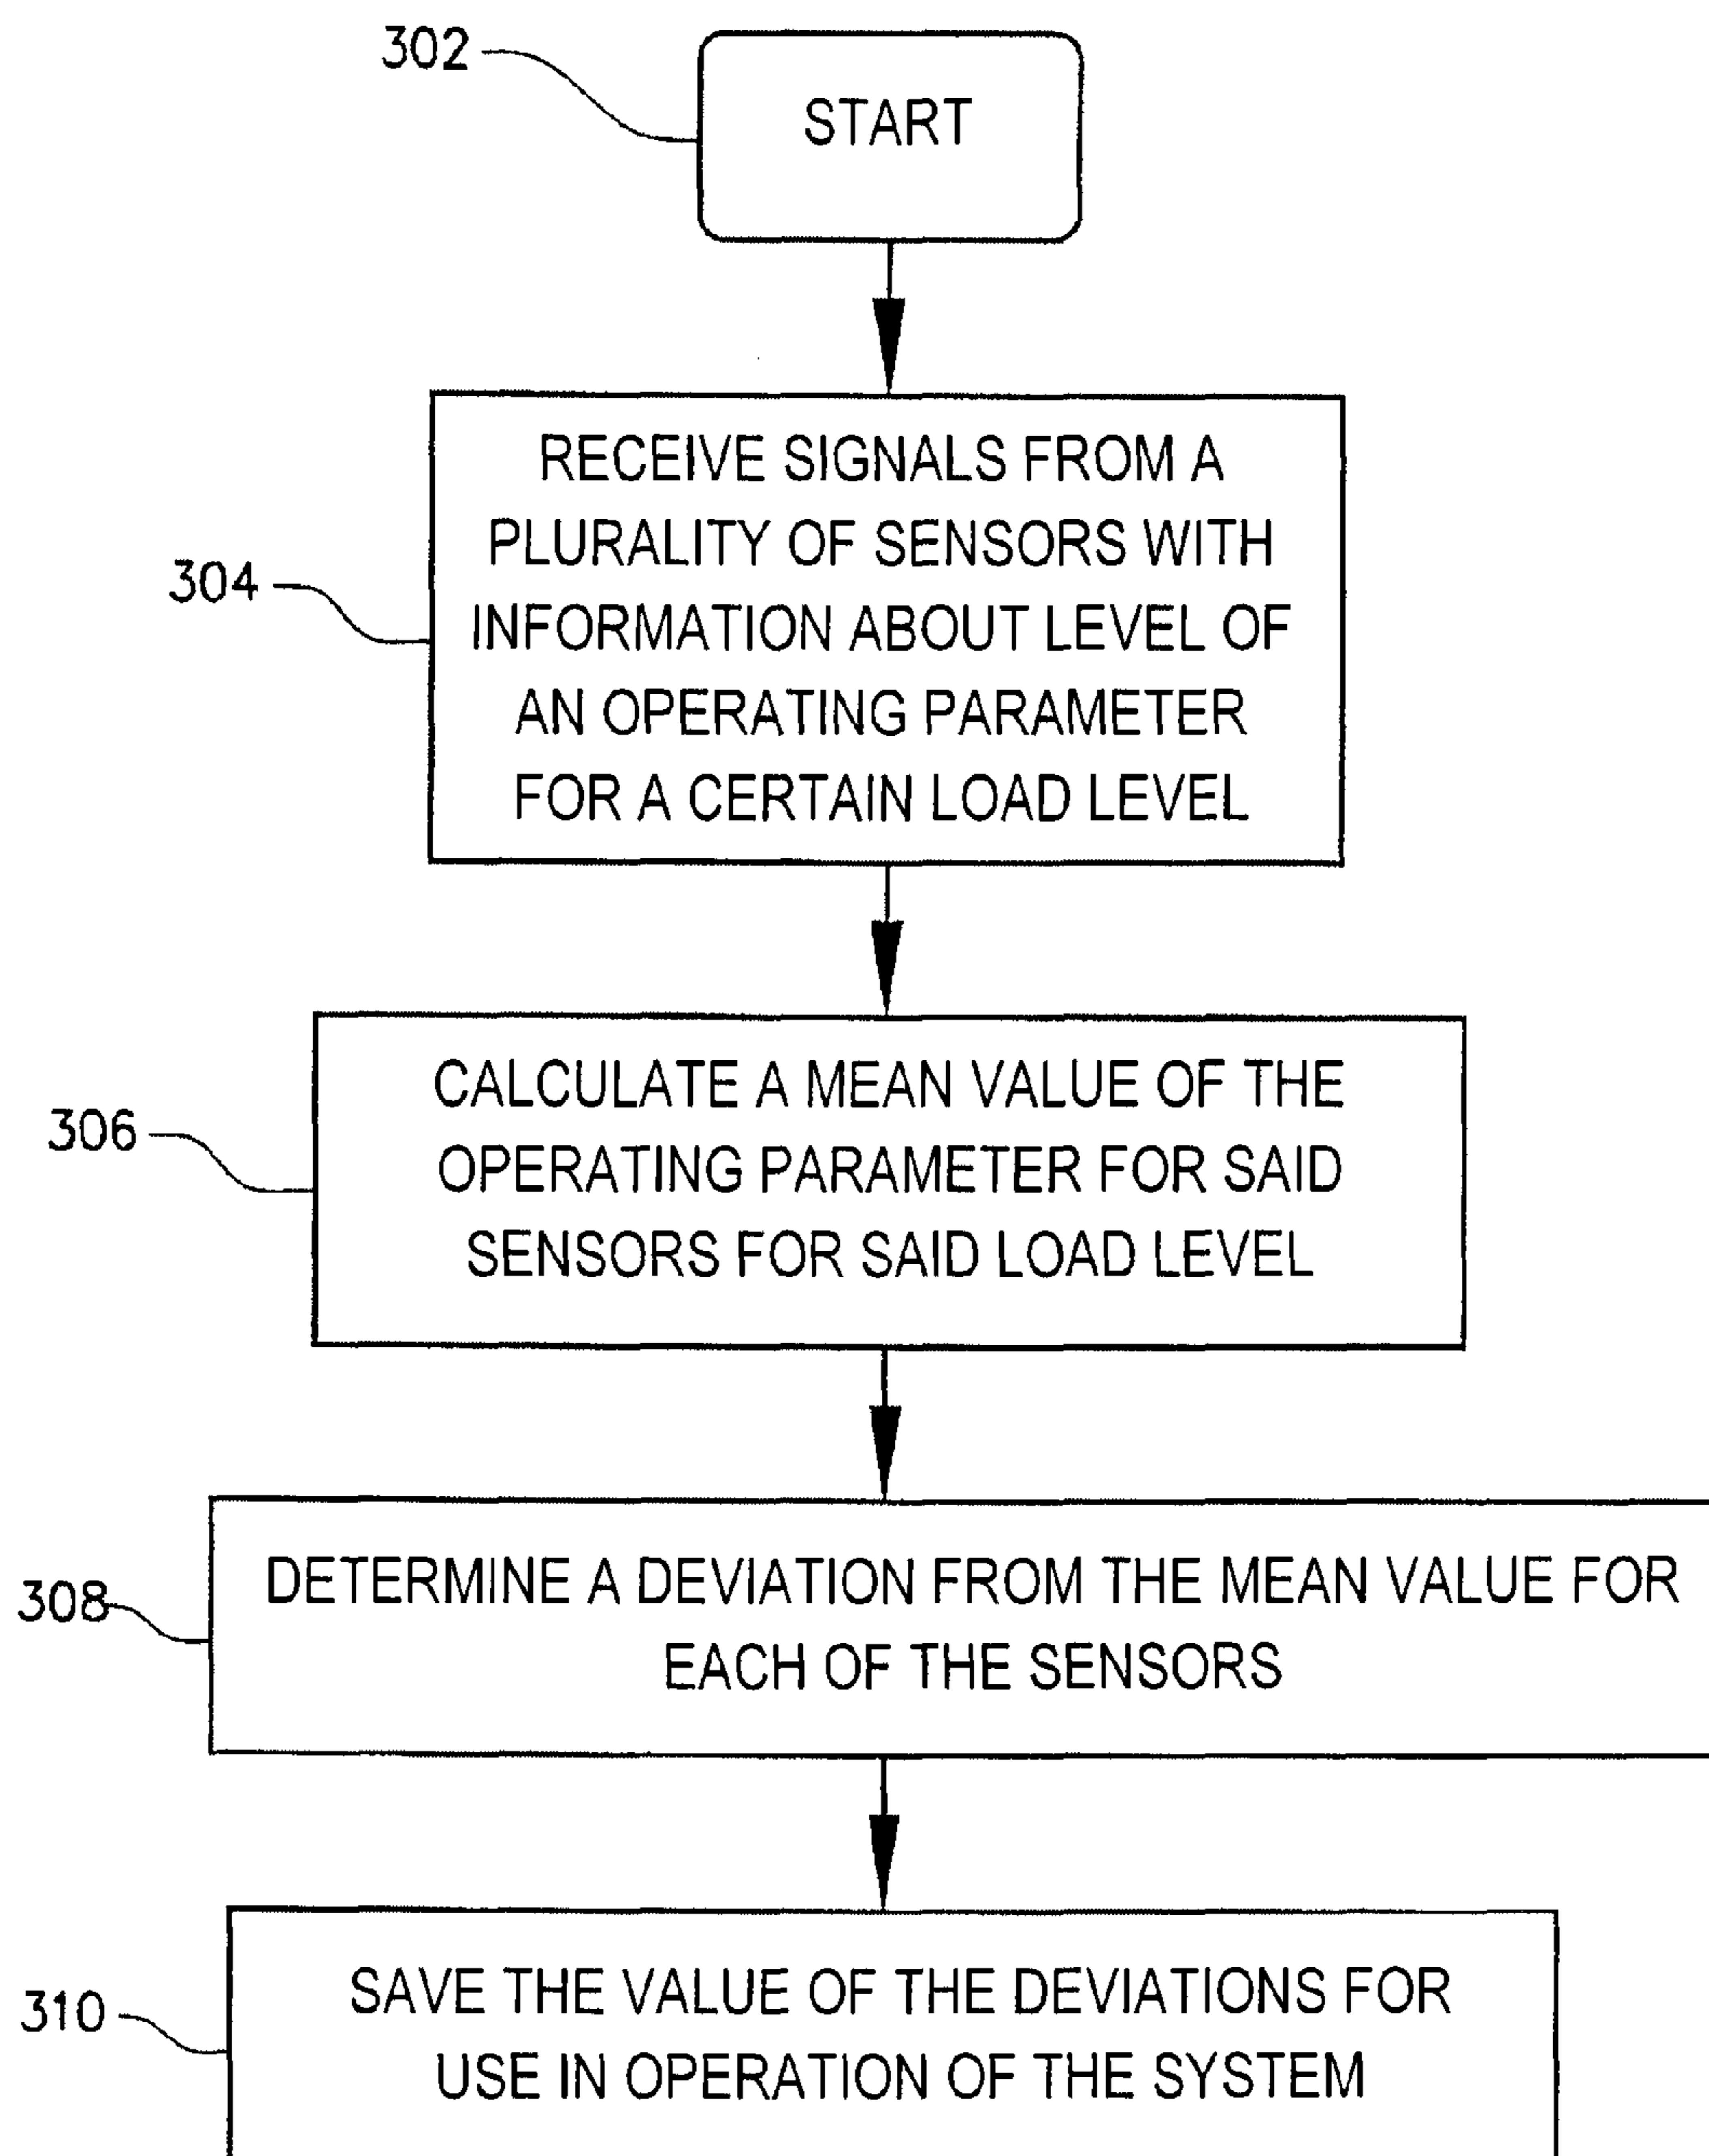 302
START
304
RECEIVE SIGNALS FROM A
PLURALITY OF SENSORS WITH
INFORMATION ABOUT LEVEL OF
AN OPERATING PARAMETER
FOR A CERTAIN LOAD LEVEL
306
CALCULATE A MEAN VALUE OF THE
OPERATING PARAMETER FOR SAID
SENSORS FOR SAID LOAD LEVEL
308
DETERMINE A DEVIATION FROM THE MEAN VALUE FOR
EACH OF THE SENSORS
310
SAVE THE VALUE OF THE DEVIATIONS FOR
USE IN OPERATION OF THE SYSTEM